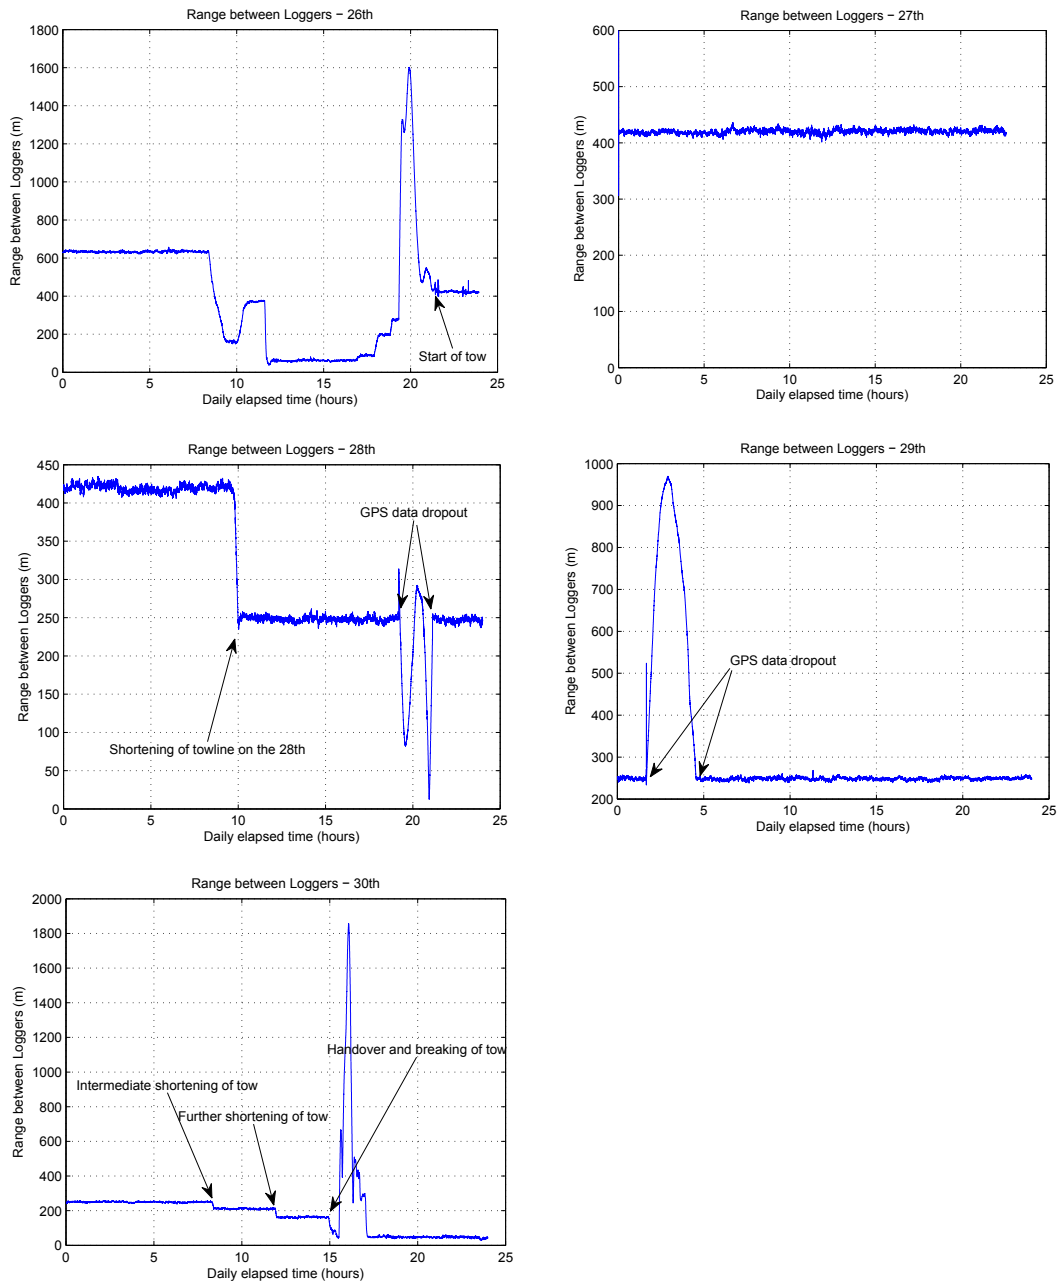 Range between Loggers − 26th
1800
1600
1400
1200
1000
800
600
400
200
0
0 5 10 15 20 25
Range between Loggers (m)
Daily elapsed time (hours)
Start of tow
Range between Loggers − 27th
600
500
400
300
200
100
0
0 5 10 15 20 25
Range between Loggers (m)
Daily elapsed time (hours)
Range between Loggers − 28th
450
400
350
300
250
200
150
100
50
0
0 5 10 15 20 25
Range between Loggers (m)
Daily elapsed time (hours)
GPS data dropout
Shortening of towline on the 28th
Range between Loggers − 29th
1000
900
800
700
600
500
400
300
200
0 5 10 15 20 25
Range between Loggers (m)
Daily elapsed time (hours)
GPS data dropout
Range between Loggers − 30th
2000
1800
1600
1400
1200
1000
800
600
400
200
0
0 5 10 15 20 25
Range between Loggers (m)
Daily elapsed time (hours)
Handover and breaking of tow
Intermediate shortening of tow
Further shortening of tow